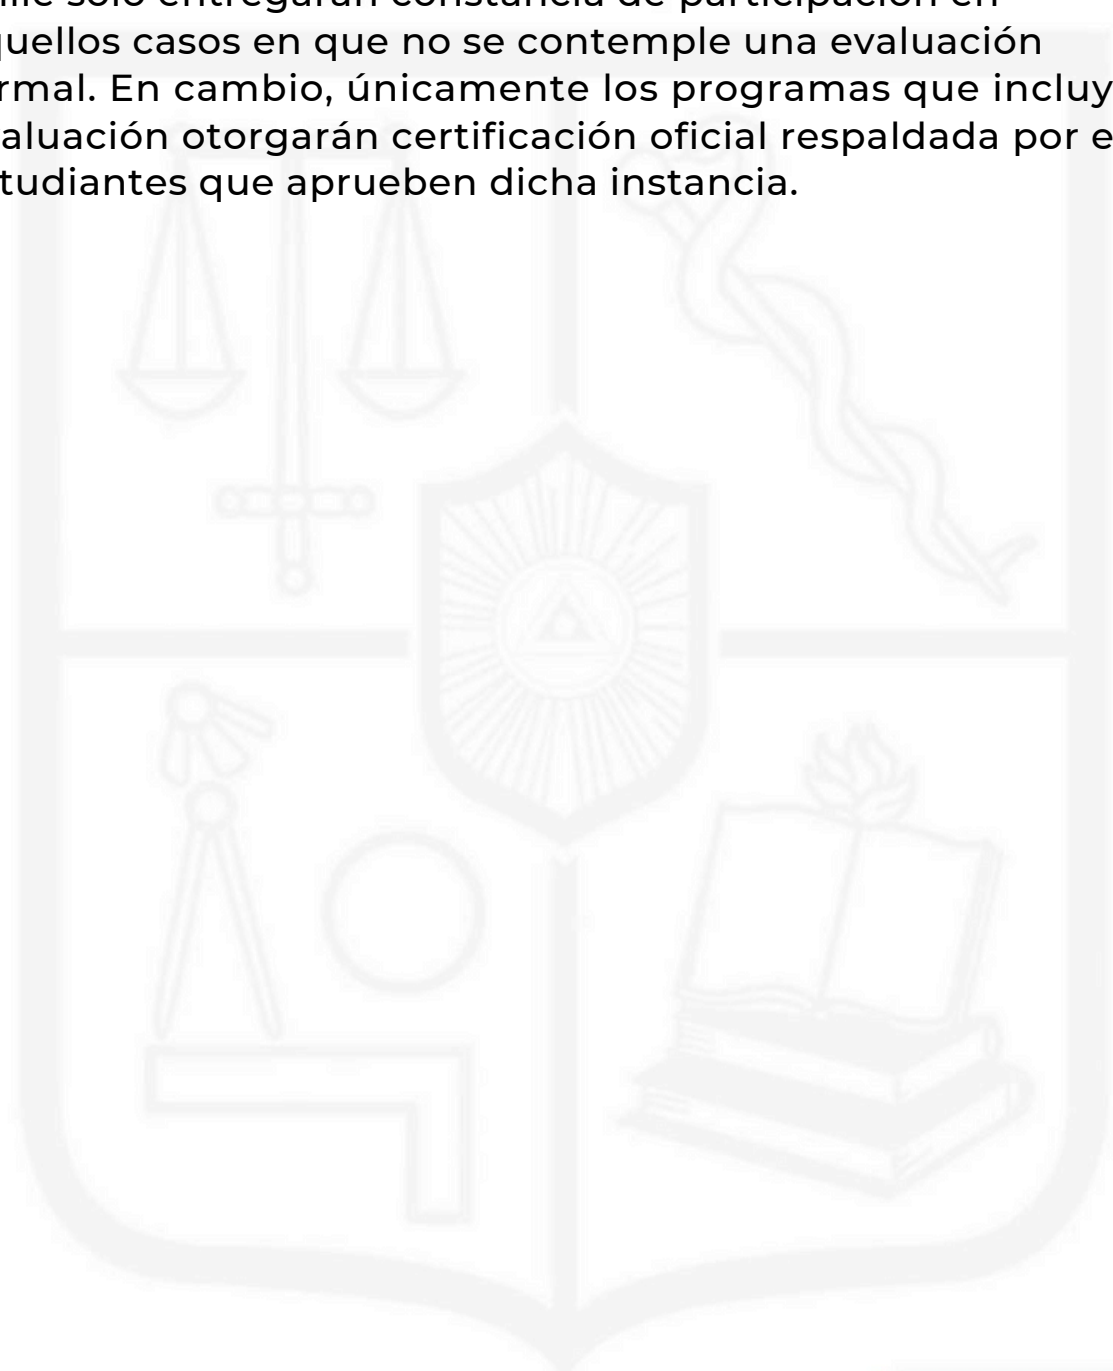 solo entregarán constancia de participación en
quellos casos en que no se contemple una evaluación
rmal. En cambio, únicamente los programas que incluy
aluación otorgarán certificación oficial respaldada por e
tudiantes que aprueben dicha instancia.